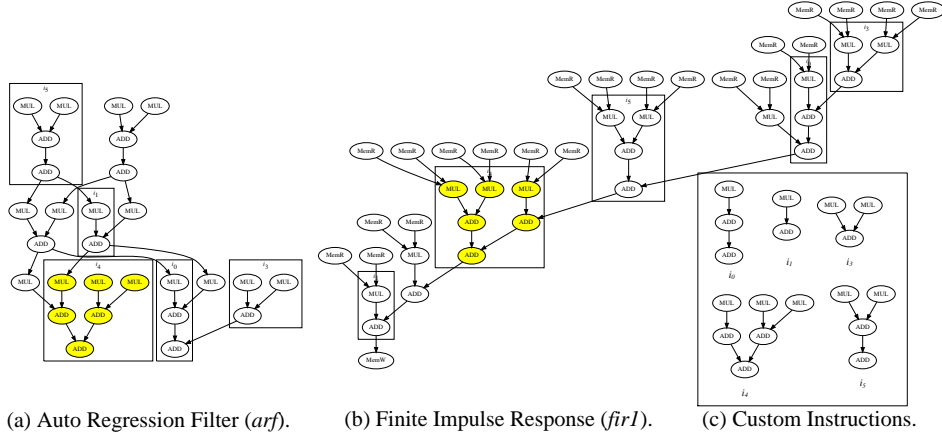 i5
MUL MUL MUL MUL
ADD ADD
ADD ADD
i1
MUL MUL MUL MUL
ADD ADD
i4 i0 i3
MUL MUL MUL MUL MUL MUL MUL MUL
ADD ADD ADD ADD
ADD ADD
(a) Auto Regression Filter (arf).
MemR MemR MemR MemR
i3
MemR MemR MUL MUL
MemR MemR MemR MemR MemR MemR MUL ADD
i5
MUL MUL MUL ADD
MemR MemR MemR MemR MemR ADD ADD
MUL MUL MUL ADD
MemR MemR ADD ADD
MemR MemR MUL ADD
MUL ADD
ADD
MemW
(b) Finite Impulse Response (fir1).
MUL MUL MUL MUL
ADD ADD ADD
ADD
i0 i1 i3
MUL MUL MUL MUL MUL
ADD ADD ADD
ADD ADD
i4 i5
(c) Custom Instructions.